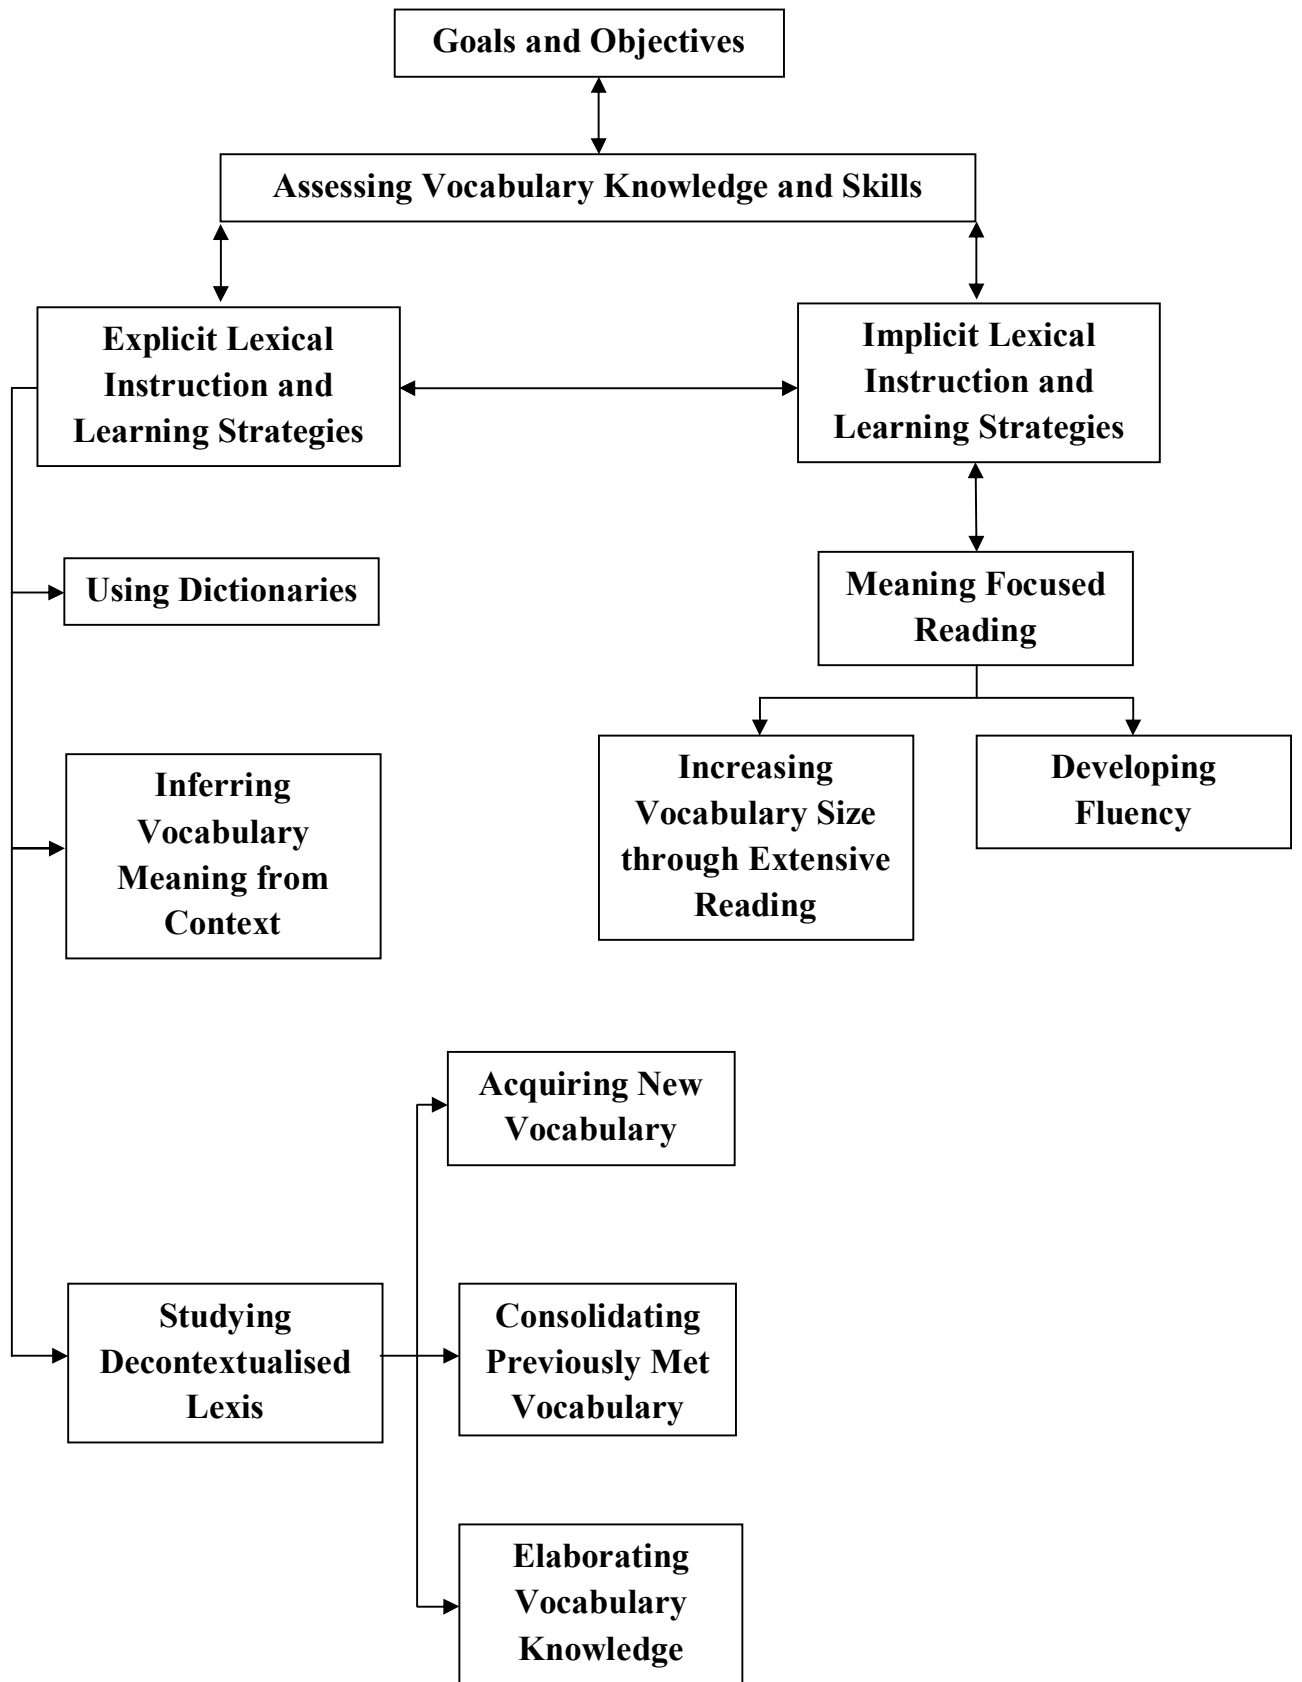 Goals and Objectives
Assessing Vocabulary Knowledge and Skills
Explicit Lexical
Instruction and
Learning Strategies
Implicit Lexical
Instruction and
Learning Strategies
Using Dictionaries
Meaning Focused
Reading
Inferring
Vocabulary
Meaning from
Context
Increasing
Vocabulary Size
through Extensive
Reading
Developing
Fluency
Acquiring New
Vocabulary
Studying
Decontextualised
Lexis
Consolidating
Previously Met
Vocabulary
Elaborating
Vocabulary
Knowledge